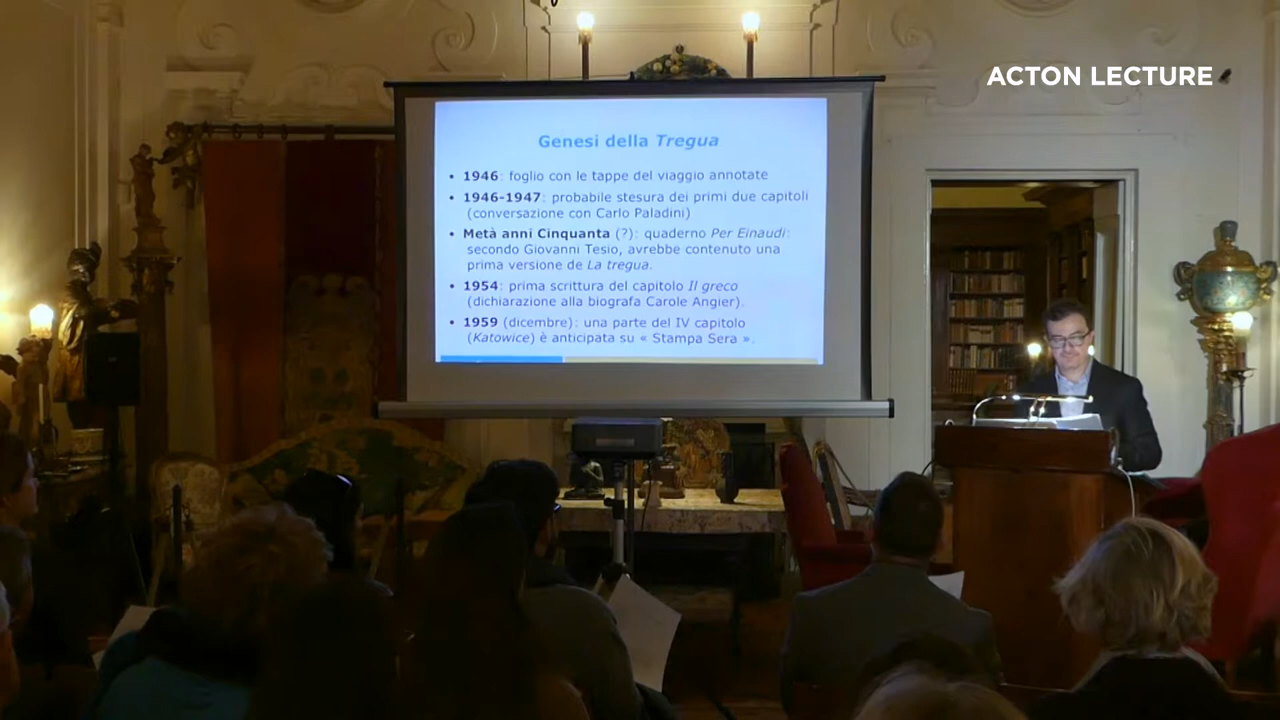 ACTON LECTURE
Genesi della Tregua
• 1946: foglio con le tappe del viaggio annotate
• 1946-1947: probabile stesura dei primi due capitoli
(conversazione con Carlo Paladini)
• Metà anni Cinquanta (?): quaderno Per Einaudi:
secondo Giovanni Tesio, avrebbe contenuto una
prima versione de La tregua.
• 1954: prima scrittura del capitolo Il greco
(dichiarazione alla biografa Carole Angier).
• 1959 (dicembre): una parte del IV capitolo
(Katowice) è anticipata su « Stampa Sera ».